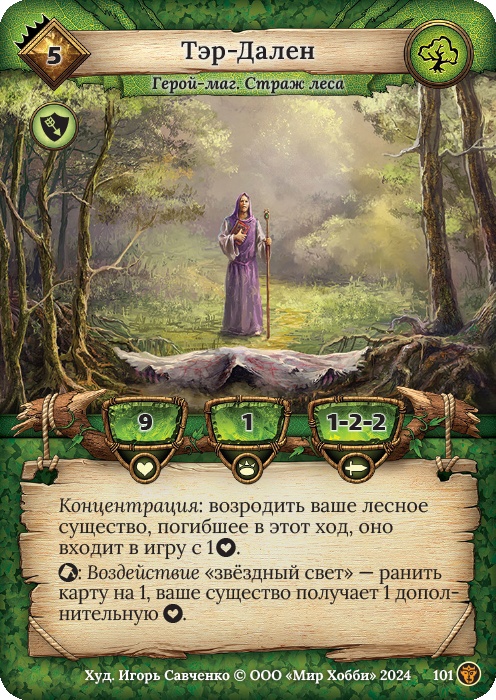 5
Тэр-Дален
Герой-маг. Страж леса
9
1
1-2-2
Концентрация: возродить ваше лесное
существо, погибшее в этот ход, оно
входит в игру с 1.
: Воздействие «звёздный свет» — ранить
карту на 1, ваше существо получает 1 допол-
нительную .
Худ. Игорь Савченко © ООО «Мир Хобби» 2024
101